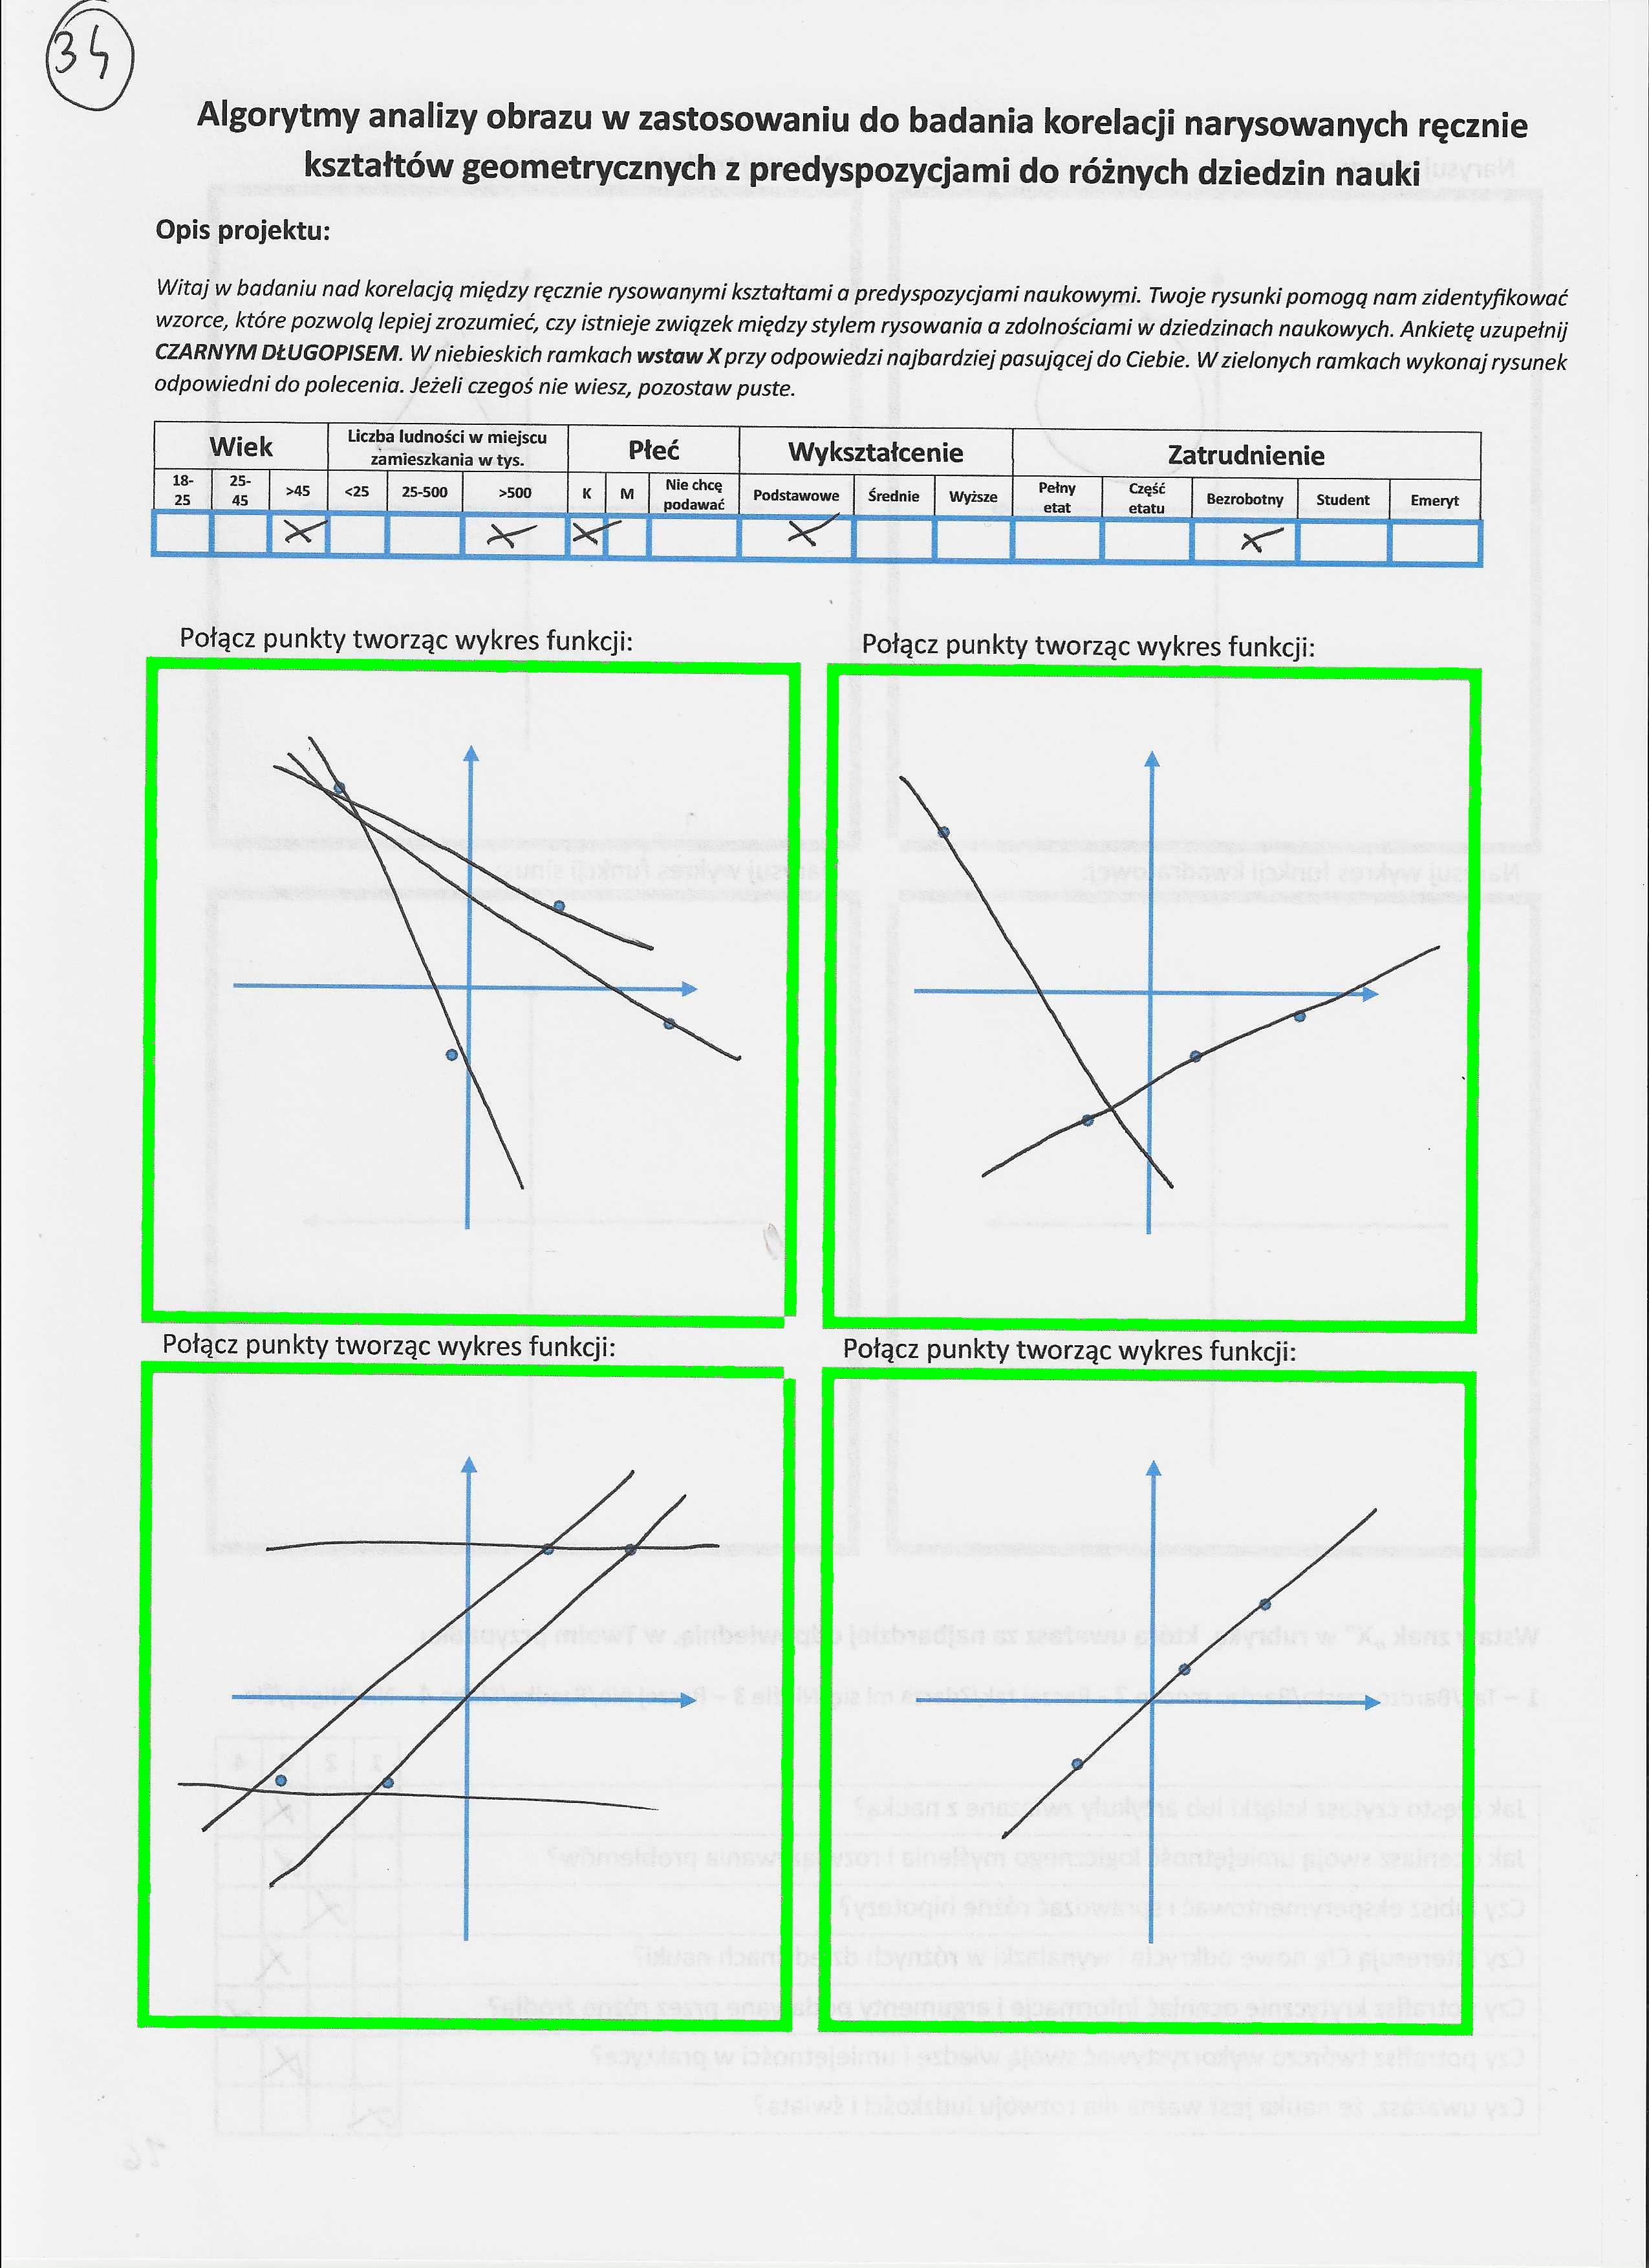 34
Algorytmy analizy obrazu w zastosowaniu do badania korelacji narysowanych ręcznie
kształtów geometrycznych z predyspozycjami do różnych dziedzin nauki
Opis projektu:
Witaj w badaniu nad korelacją między ręcznie rysowanymi kształtami a predyspozycjami naukowymi. Twoje rysunki pomogą nam zidentyfikować
wzorce, które pozwolą lepiej zrozumieć, czy istnieje związek między stylem rysowania a zdolnościami w dziedzinach naukowych. Ankietę uzupełnij
CZARNYM DŁUGOPISEM. W niebieskich ramkach wstaw X przy odpowiedzi najbardziej pasującej do Ciebie. W zielonych ramkach wykonaj rysunek
odpowiedni do polecenia. Jeżeli czegoś nie wiesz, pozostaw puste.
Wiek Liczba ludności w miejscu zamieszkania w tys. Płeć Wykształcenie Zatrudnienie
18-25 25-45 >45 <25 25-500 >500 K M Nie chcę podawać Podstawowe Średnie Wyższe Pełny etat Część etatu Bezrobotny Student Emeryt
X X X X X
Połącz punkty tworząc wykres funkcji: Połącz punkty tworząc wykres funkcji:
Połącz punkty tworząc wykres funkcji: Połącz punkty tworząc wykres funkcji: